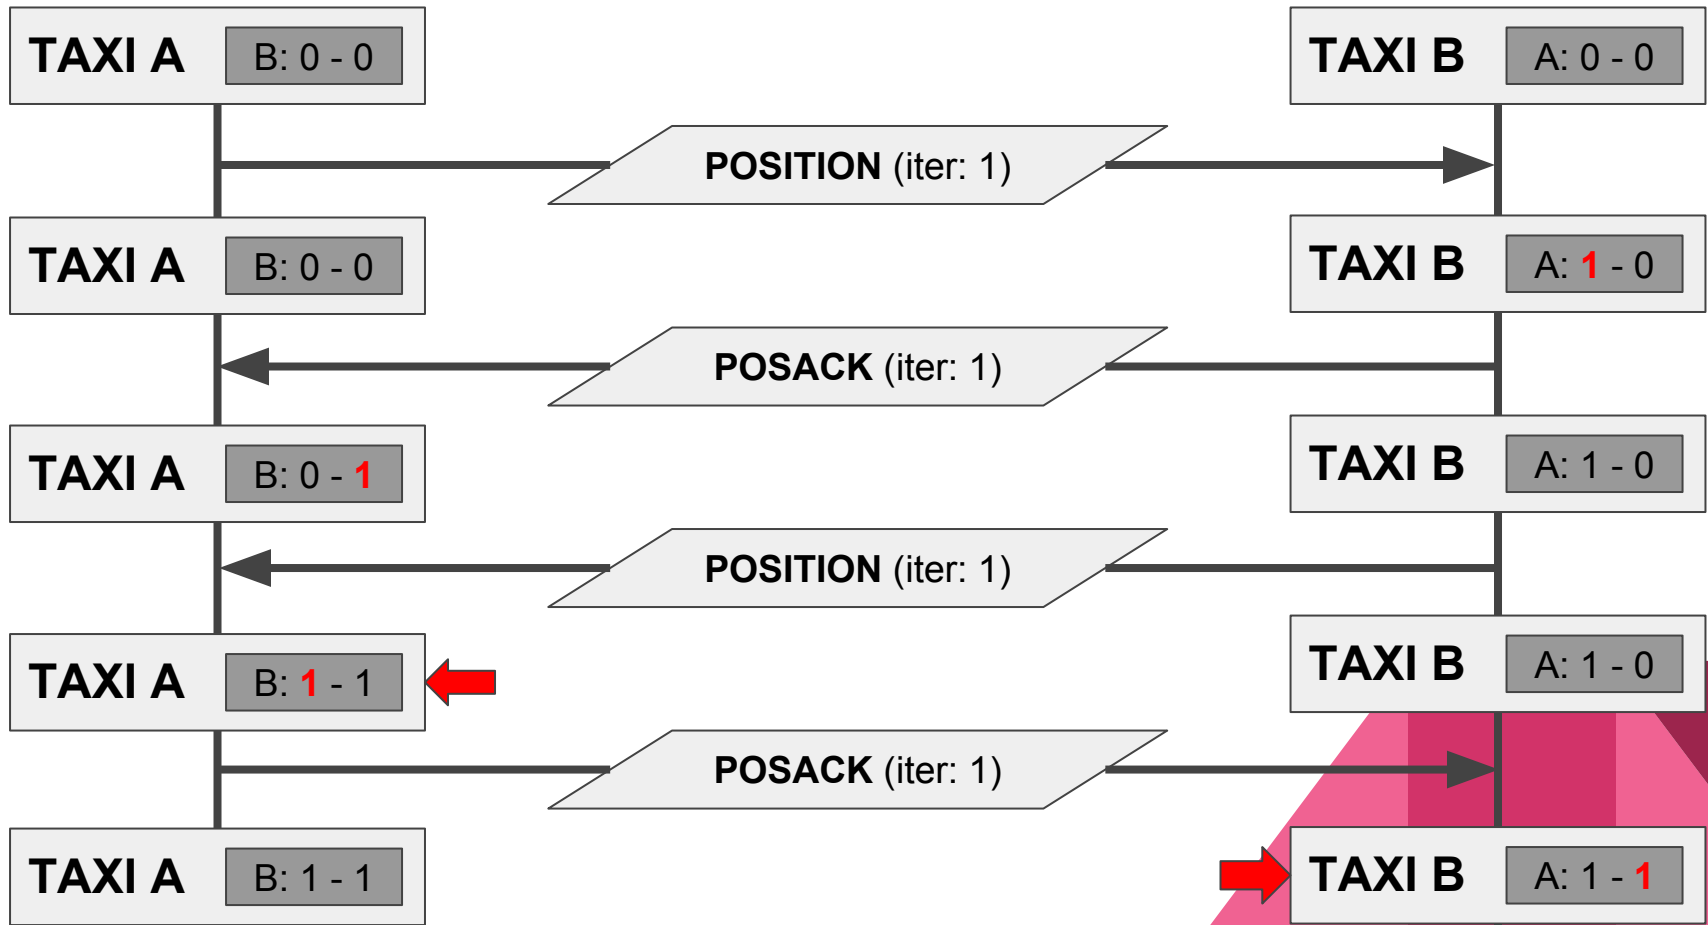 TAXI A B: 0 - 0
TAXI B A: 0 - 0
POSITION (iter: 1)
TAXI A B: 0 - 0
TAXI B A: 1 - 0
POSACK (iter: 1)
TAXI A B: 0 - 1
TAXI B A: 1 - 0
POSITION (iter: 1)
TAXI A B: 1 - 1
TAXI B A: 1 - 0
POSACK (iter: 1)
TAXI A B: 1 - 1
TAXI B A: 1 - 1